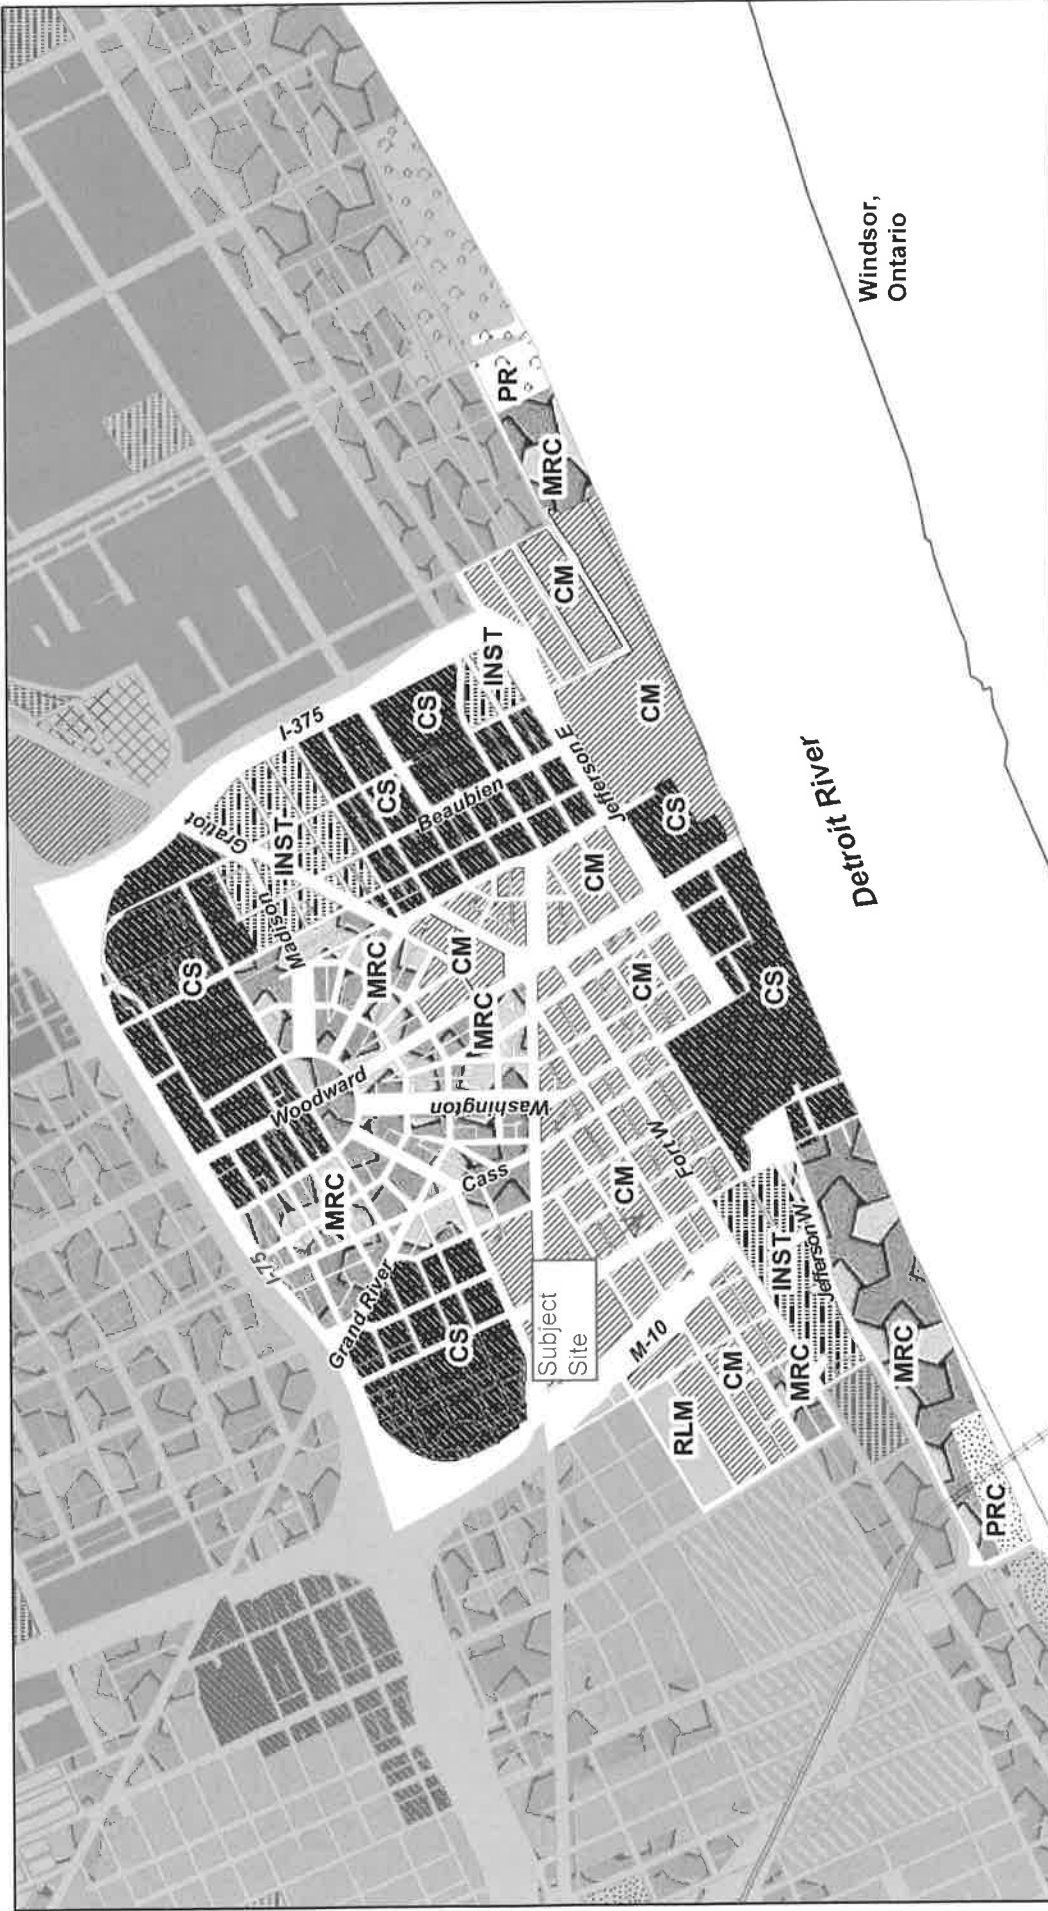 Windsor,
Ontario
PR
MRC
CM
INST
CM
CS
I-375
CS
Beaubien
Jefferson E
CS
Gratiot
INST
CM
Detroit River
Madison
CS
MRC
CM
CM
CS
MRC
Woodward
Washington
Cass
MRC
CM
Fort W
I-75
INST
Jefferson W
Grand River
CS
Subject
Site
M-10
CM
MRC
MRC
RLM
PRC